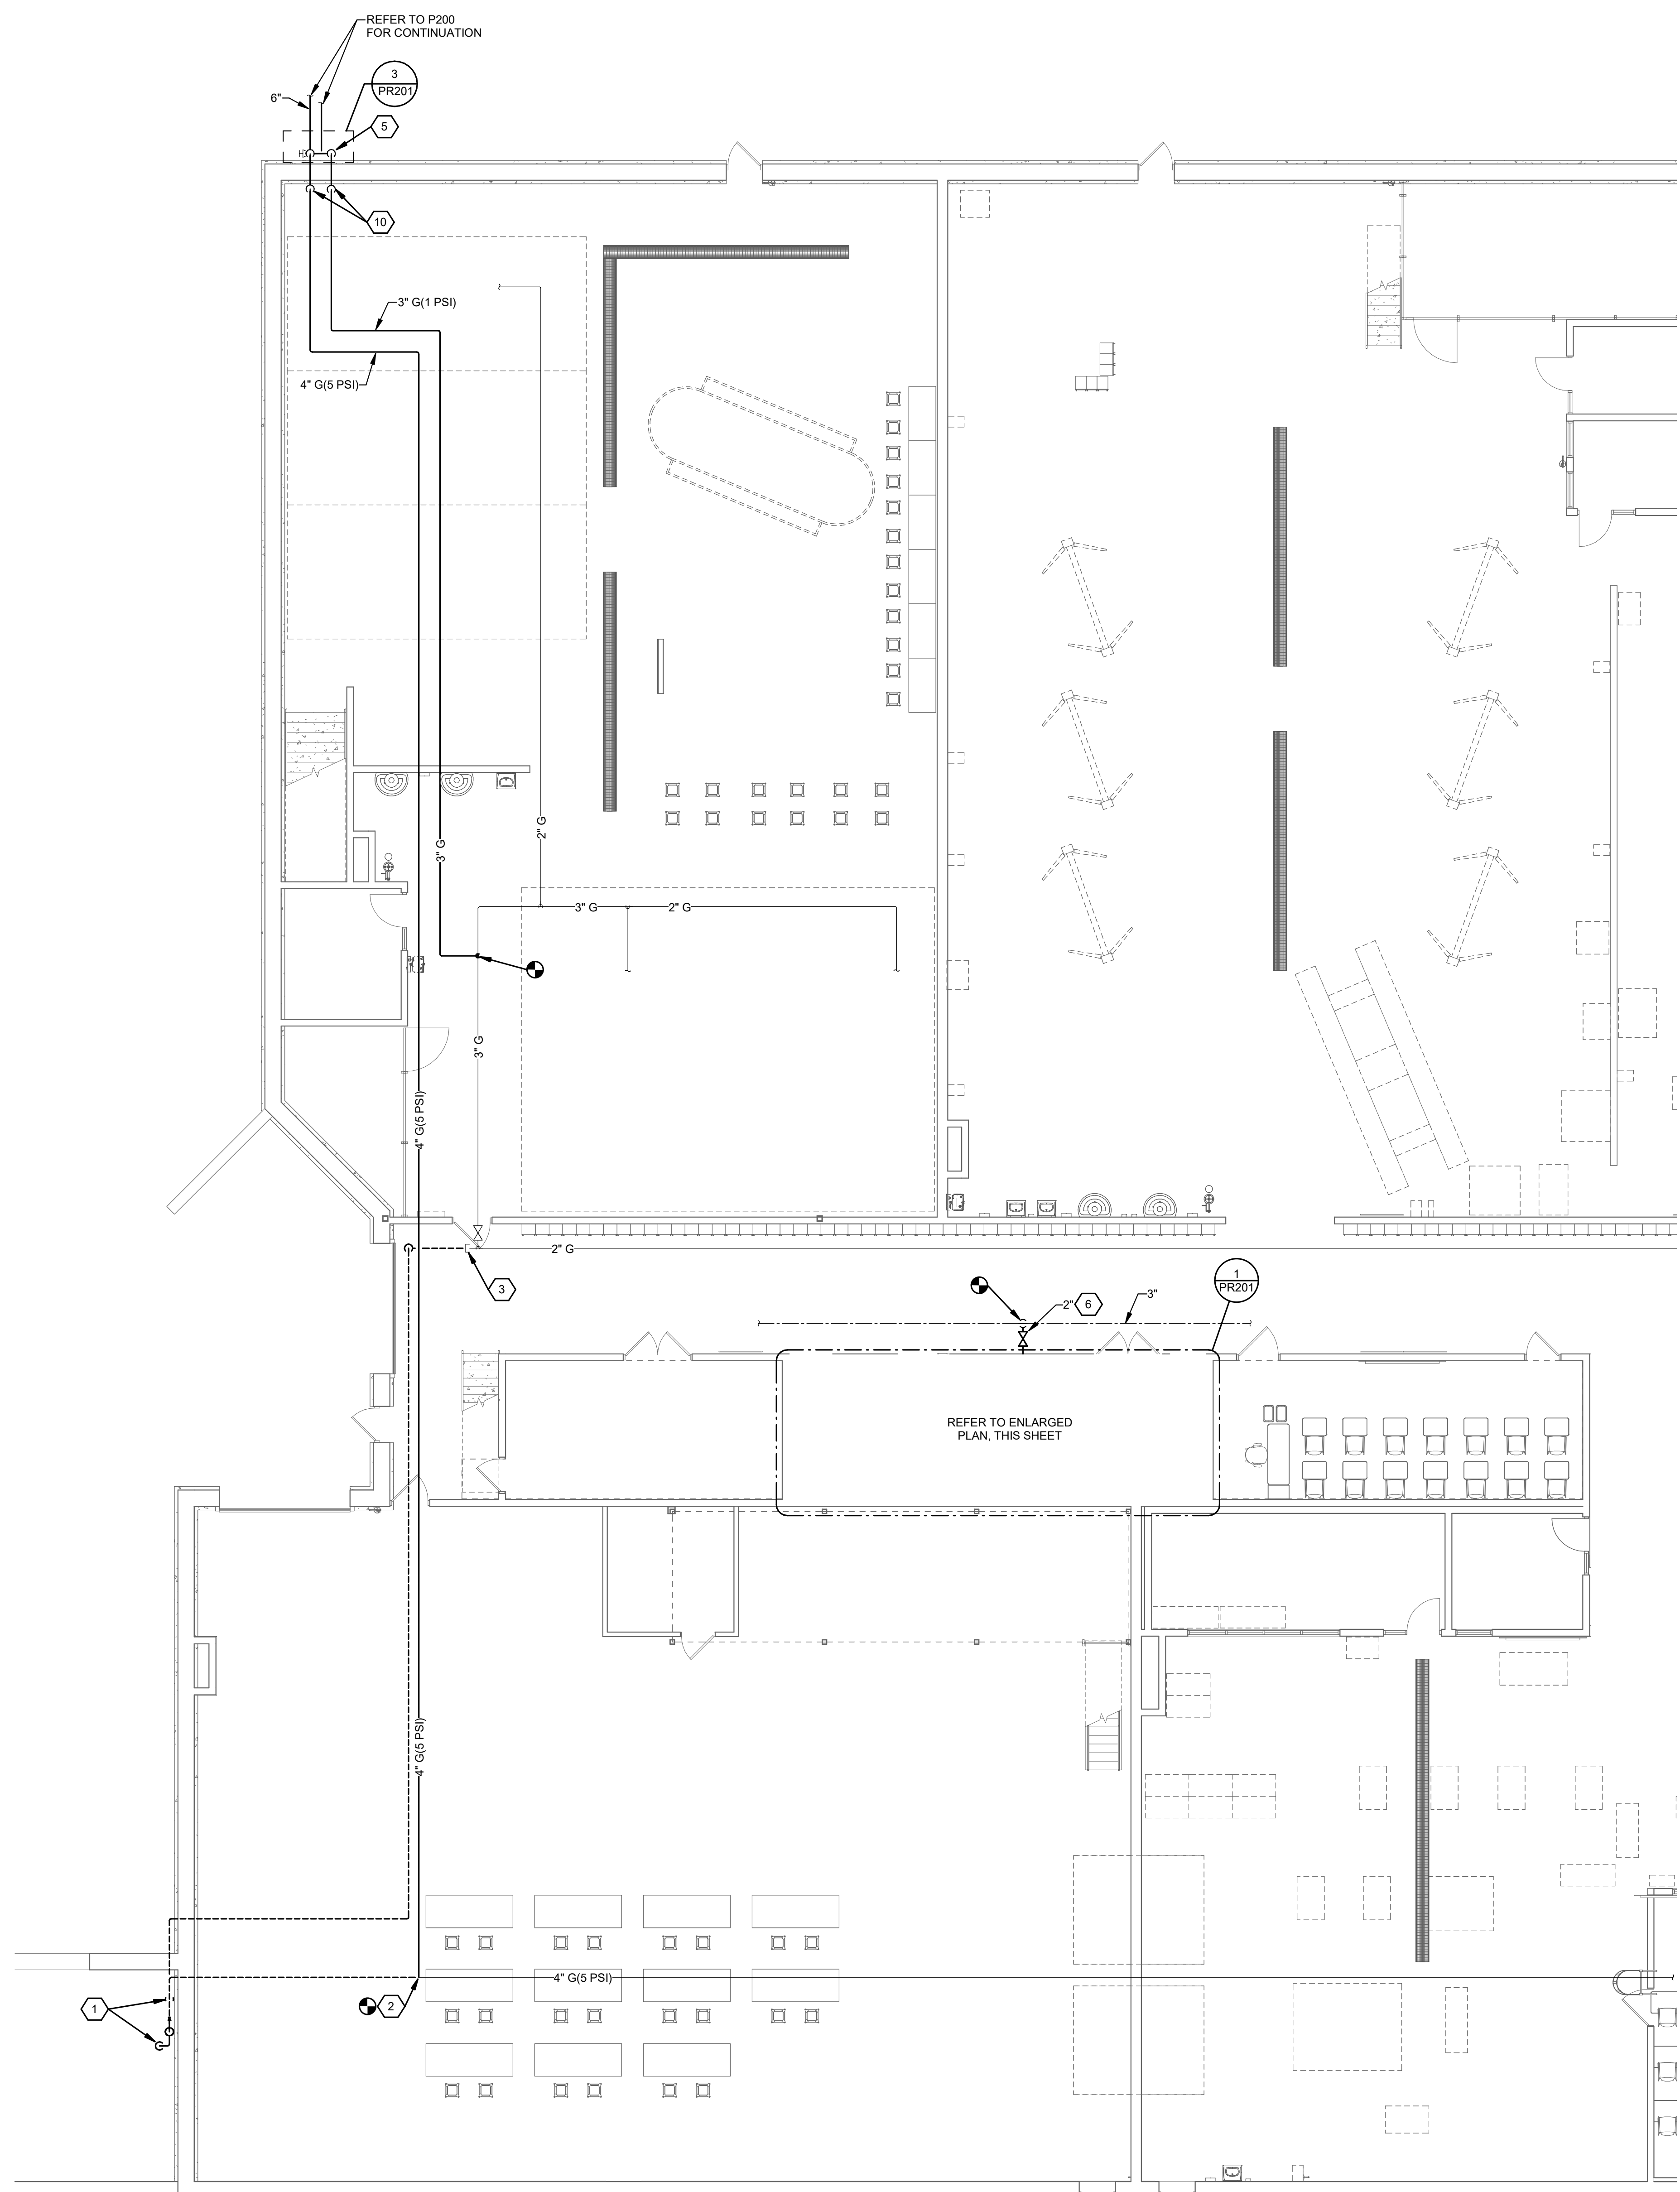 REFER TO P200
FOR CONTINUATION
3
PR201
6"
5
10
3" G(1 PSI)
4" G(5 PSI)
2" G
3" G
3" G
2" G
3" G
4" G(5 PSI)
2" G
3
1
PR201
2"
6
3"
REFER TO ENLARGED
PLAN, THIS SHEET
4" G(5 PSI)
4" G(5 PSI)
1
2